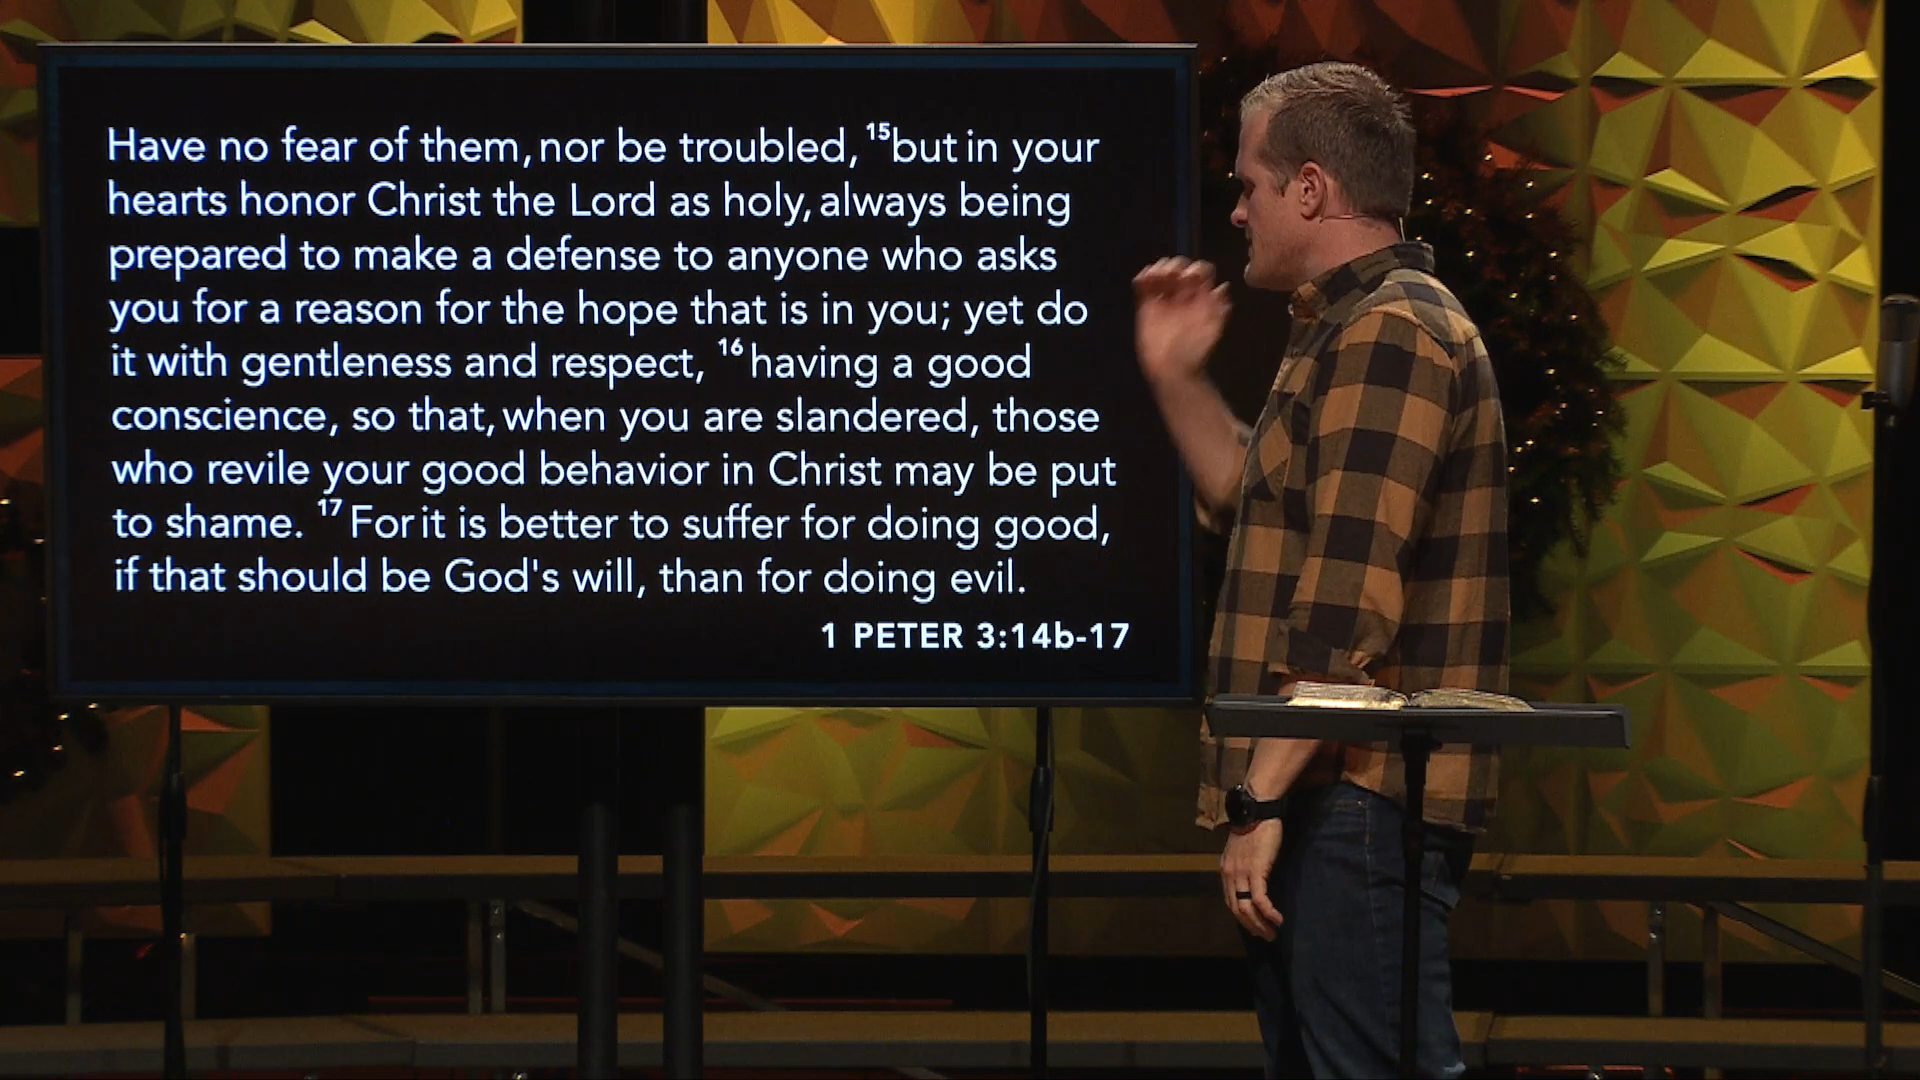 Have no fear of them, nor be troubled, ¹⁵but in your
hearts honor Christ the Lord as holy, always being
prepared to make a defense to anyone who asks
you for a reason for the hope that is in you; yet do
it with gentleness and respect, ¹⁶having a good
conscience, so that, when you are slandered, those
who revile your good behavior in Christ may be put
to shame. ¹⁷For it is better to suffer for doing good,
if that should be God's will, than for doing evil.
1 PETER 3:14b-17